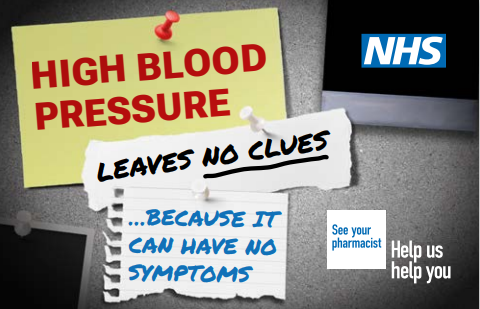 HIGH BLOOD
PRESSURE
LEAVES NO CLUES
...BECAUSE IT
CAN HAVE NO
SYMPTOMS
NHS
See your
pharmacist
Help us
help you